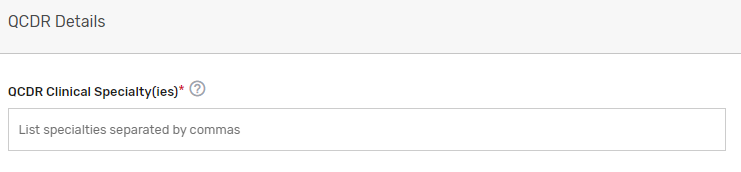 QCDR Details
QCDR Clinical Specialty(ies)* ?
List specialties separated by commas